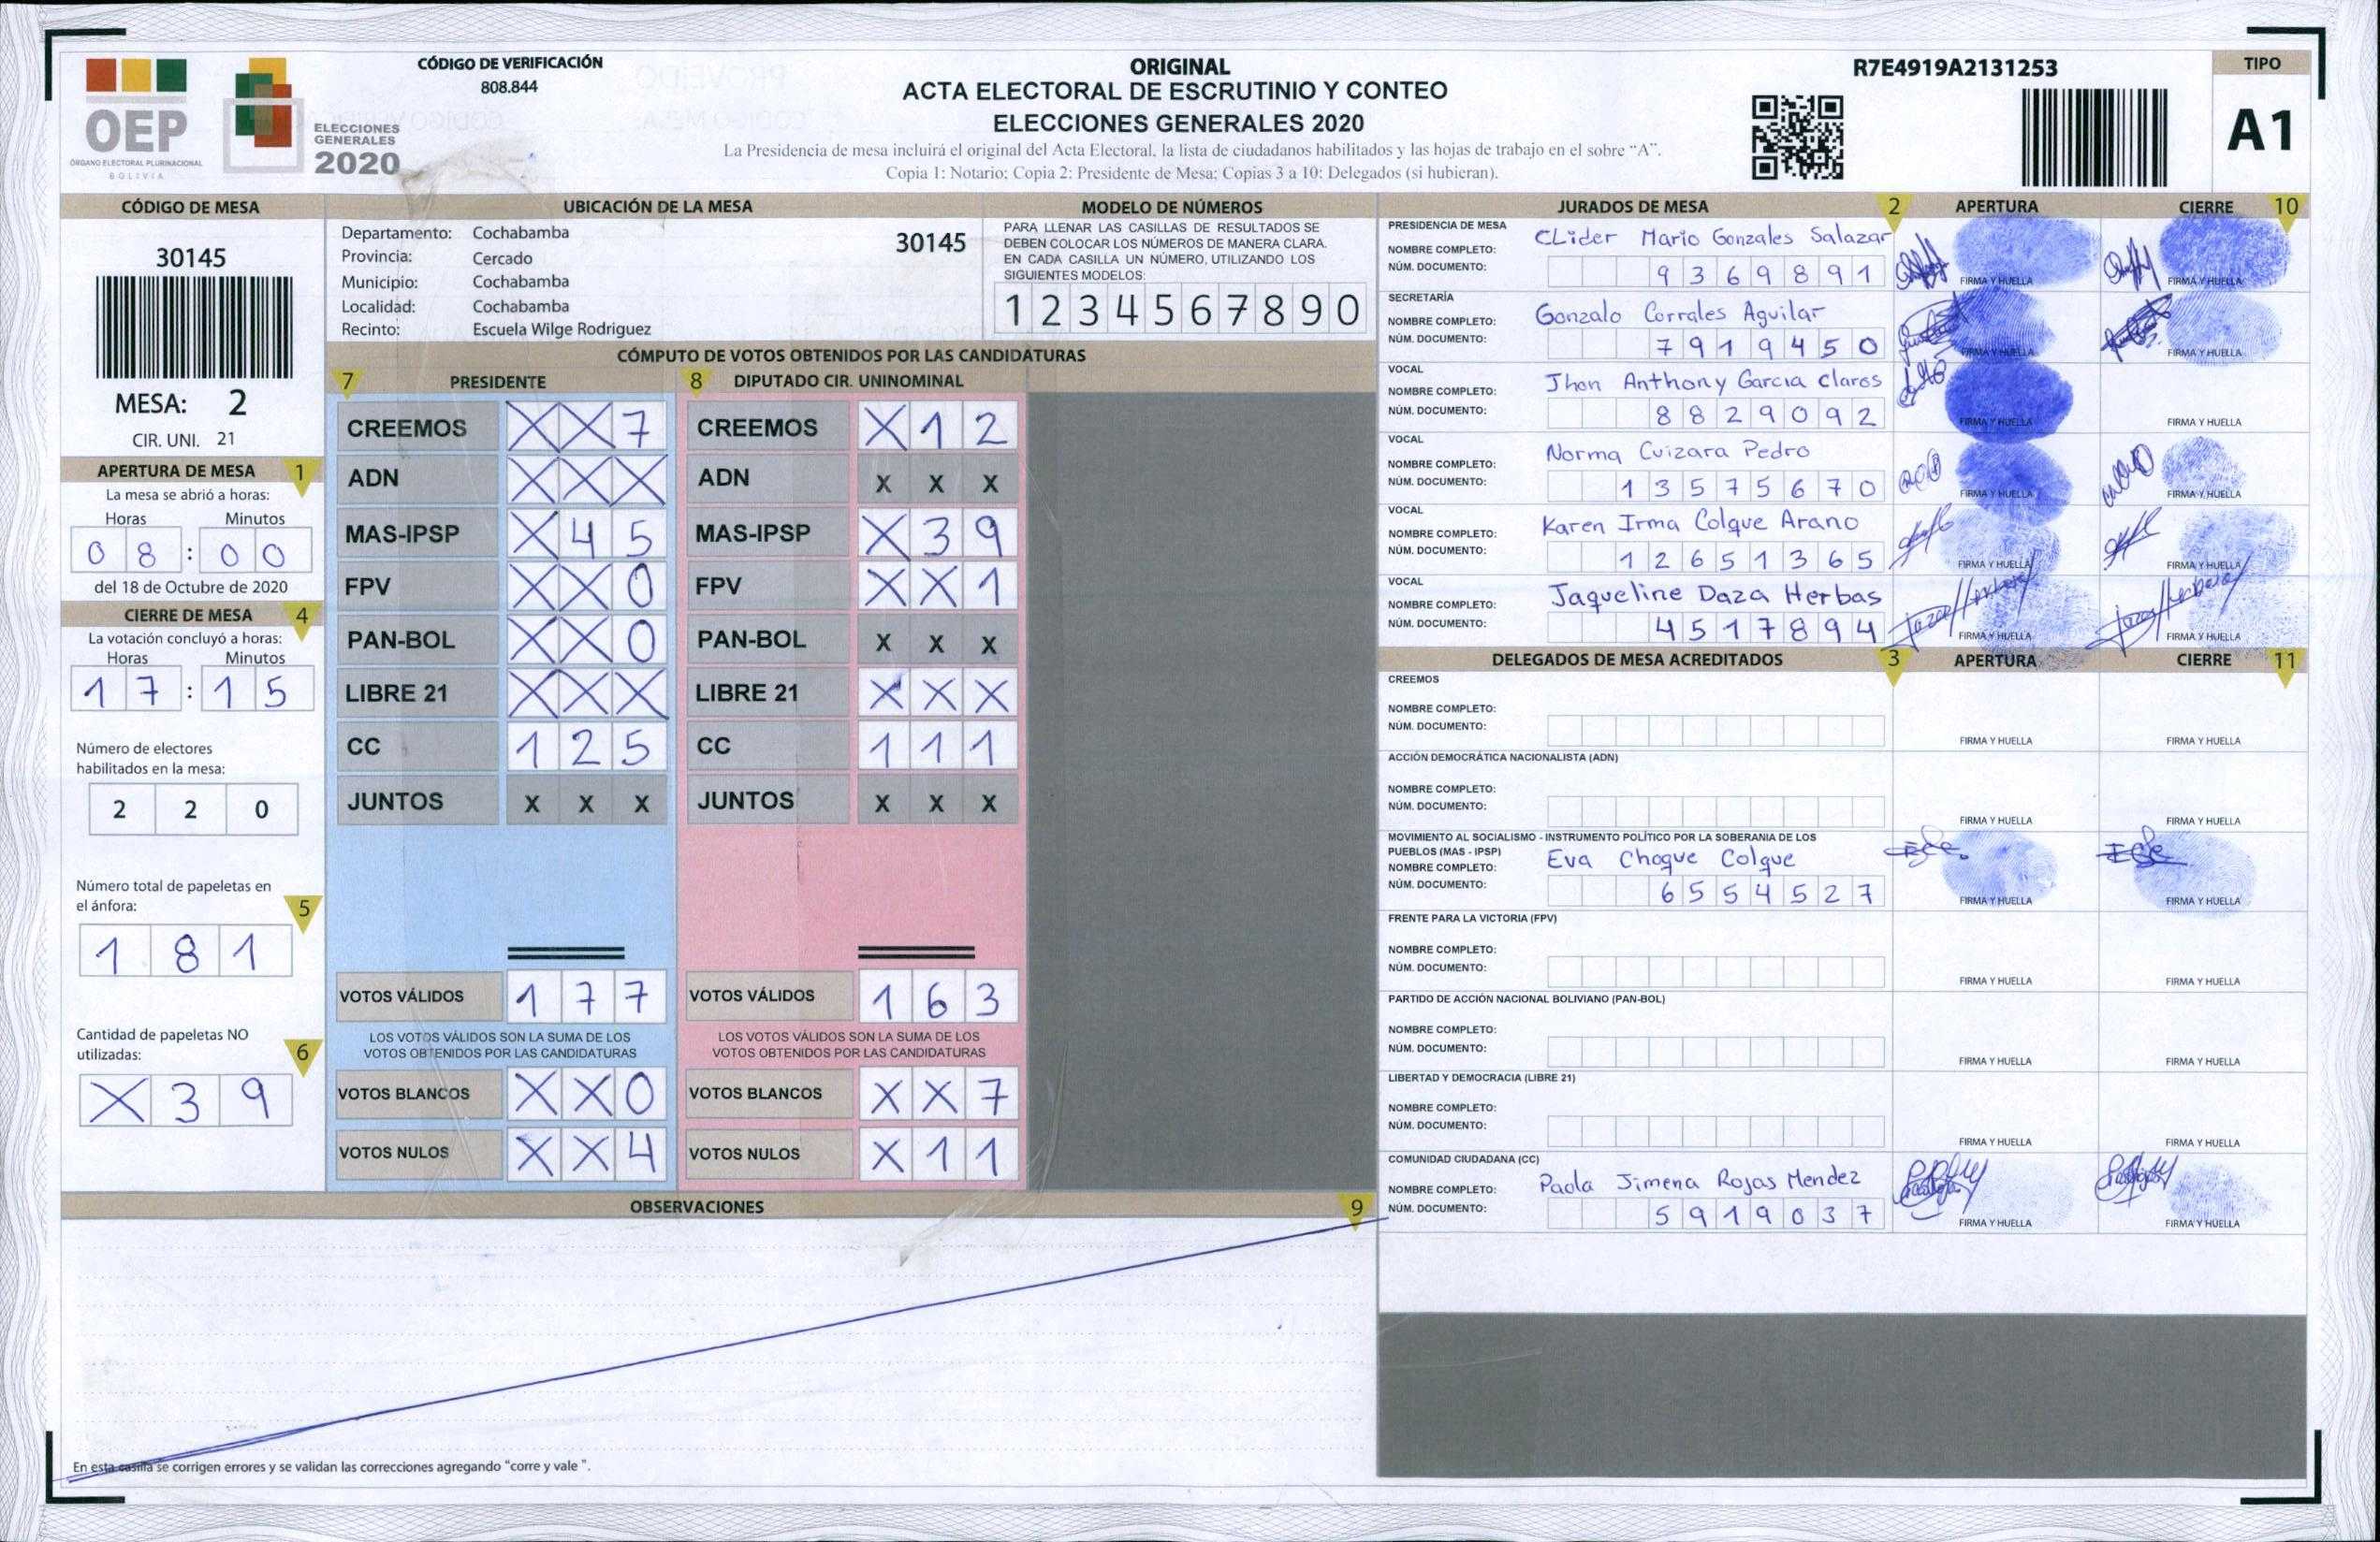 CÓDIGO DE VERIFICACIÓN
808.844
ORIGINAL
ACTA ELECTORAL DE ESCRUTINIO Y CONTEO
ELECCIONES GENERALES 2020
La Presidencia de mesa incluirá el original del Acta Electoral, la lista de ciudadanos habilitados y las hojas de trabajo en el sobre “A”.
Copia 1: Notario; Copia 2: Presidente de Mesa; Copias 3 a 10: Delegados (si hubieran).
R7E4919A2131253
TIPO
A1
OEP
ÓRGANO ELECTORAL PLURINACIONAL
BOLIVIA
ELECCIONES
GENERALES
2020
CÓDIGO DE MESA
30145
MESA: 2
CIR. UNI. 21
APERTURA DE MESA 1
La mesa se abrió a horas:
Horas Minutos
0 8 : 0 0
del 18 de Octubre de 2020
CIERRE DE MESA 4
La votación concluyó a horas:
Horas Minutos
1 7 : 1 5
Número de electores
habilitados en la mesa:
2 2 0
Número total de papeletas en
el ánfora: 5
1 8 1
Cantidad de papeletas NO
utilizadas: 6
X 3 9
UBICACIÓN DE LA MESA
Departamento: Cochabamba
Provincia: Cercado
Municipio: Cochabamba
Localidad: Cochabamba
Recinto: Escuela Wilge Rodriguez
30145
MODELO DE NÚMEROS
PARA LLENAR LAS CASILLAS DE RESULTADOS SE
DEBEN COLOCAR LOS NÚMEROS DE MANERA CLARA.
EN CADA CASILLA UN NÚMERO, UTILIZANDO LOS
SIGUIENTES MODELOS:
1 2 3 4 5 6 7 8 9 0
CÓMPUTO DE VOTOS OBTENIDOS POR LAS CANDIDATURAS
7 PRESIDENTE
CREEMOS X X 7
ADN X X X
MAS-IPSP X 4 5
FPV X X 0
PAN-BOL X X 0
LIBRE 21 X X X
CC 1 2 5
JUNTOS X X X
VOTOS VÁLIDOS 1 7 7
LOS VOTOS VÁLIDOS SON LA SUMA DE LOS
VOTOS OBTENIDOS POR LAS CANDIDATURAS
VOTOS BLANCOS X X 0
VOTOS NULOS X X 4
8 DIPUTADO CIR. UNINOMINAL
CREEMOS X 1 2
ADN X X X
MAS-IPSP X 3 9
FPV X X 1
PAN-BOL X X X
LIBRE 21 X X X
CC 1 1 1
JUNTOS X X X
VOTOS VÁLIDOS 1 6 3
LOS VOTOS VÁLIDOS SON LA SUMA DE LOS
VOTOS OBTENIDOS POR LAS CANDIDATURAS
VOTOS BLANCOS X X 7
VOTOS NULOS X 1 1
OBSERVACIONES 9
En esta casilla se corrigen errores y se validan las correcciones agregando "corre y vale ".
JURADOS DE MESA 2 APERTURA CIERRE 10
PRESIDENCIA DE MESA
NOMBRE COMPLETO: CLider Mario Gonzales Salazar
NÚM. DOCUMENTO: 9 3 6 9 8 9 1 FIRMA Y HUELLA FIRMA Y HUELLA
SECRETARÍA
NOMBRE COMPLETO: Gonzalo Corrales Aguilar
NÚM. DOCUMENTO: 7 9 1 9 4 5 0 FIRMA Y HUELLA FIRMA Y HUELLA
VOCAL
NOMBRE COMPLETO: Jhon Anthony Garcia claros
NÚM. DOCUMENTO: 8 8 2 9 0 9 2 FIRMA Y HUELLA FIRMA Y HUELLA
VOCAL
NOMBRE COMPLETO: Norma Cuizara Pedro
NÚM. DOCUMENTO: 1 3 5 7 5 6 7 0 FIRMA Y HUELLA FIRMA Y HUELLA
VOCAL
NOMBRE COMPLETO: Karen Irma Colque Arano
NÚM. DOCUMENTO: 1 2 6 5 1 3 6 5 FIRMA Y HUELLA FIRMA Y HUELLA
VOCAL
NOMBRE COMPLETO: Jaqueline Daza Herbas
NÚM. DOCUMENTO: 4 5 1 7 8 9 4 FIRMA Y HUELLA FIRMA Y HUELLA
DELEGADOS DE MESA ACREDITADOS 3 APERTURA CIERRE 11
CREEMOS
NOMBRE COMPLETO:
NÚM. DOCUMENTO: FIRMA Y HUELLA FIRMA Y HUELLA
ACCIÓN DEMOCRÁTICA NACIONALISTA (ADN)
NOMBRE COMPLETO:
NÚM. DOCUMENTO: FIRMA Y HUELLA FIRMA Y HUELLA
MOVIMIENTO AL SOCIALISMO - INSTRUMENTO POLÍTICO POR LA SOBERANIA DE LOS
PUEBLOS (MAS - IPSP)
NOMBRE COMPLETO: Eva Choque Colque
NÚM. DOCUMENTO: 6 5 5 4 5 2 7 FIRMA Y HUELLA FIRMA Y HUELLA
FRENTE PARA LA VICTORIA (FPV)
NOMBRE COMPLETO:
NÚM. DOCUMENTO: FIRMA Y HUELLA FIRMA Y HUELLA
PARTIDO DE ACCIÓN NACIONAL BOLIVIANO (PAN-BOL)
NOMBRE COMPLETO:
NÚM. DOCUMENTO: FIRMA Y HUELLA FIRMA Y HUELLA
LIBERTAD Y DEMOCRACIA (LIBRE 21)
NOMBRE COMPLETO:
NÚM. DOCUMENTO: FIRMA Y HUELLA FIRMA Y HUELLA
COMUNIDAD CIUDADANA (CC)
NOMBRE COMPLETO: Paola Jimena Rojas Mendez
NÚM. DOCUMENTO: 5 9 1 9 0 3 7 FIRMA Y HUELLA FIRMA Y HUELLA